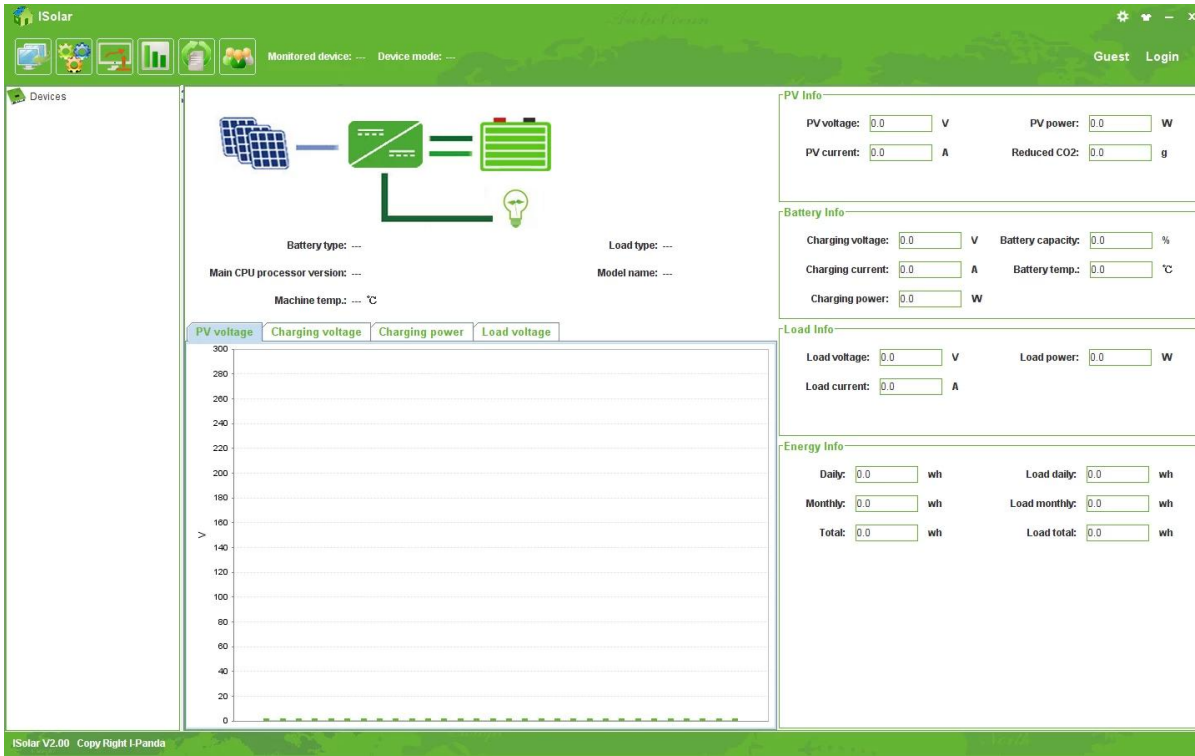 ISolar
Monitored device: --- Device mode: ---
Guest Login
Devices
Battery type: --- Load type: ---
Main CPU processor version: --- Model name: ---
Machine temp.: --- °C
PV voltage Charging voltage Charging power Load voltage
300
280
260
240
220
200
180
160
V
140
120
100
80
60
40
20
0
PV Info
PV voltage: 0.0 V PV power: 0.0 W
PV current: 0.0 A Reduced CO2: 0.0 g
Battery Info
Charging voltage: 0.0 V Battery capacity: 0.0 %
Charging current: 0.0 A Battery temp.: 0.0 °C
Charging power: 0.0 W
Load Info
Load voltage: 0.0 V Load power: 0.0 W
Load current: 0.0 A
Energy Info
Daily: 0.0 wh Load daily: 0.0 wh
Monthly: 0.0 wh Load monthly: 0.0 wh
Total: 0.0 wh Load total: 0.0 wh
ISolar V2.00 Copy Right I-Panda